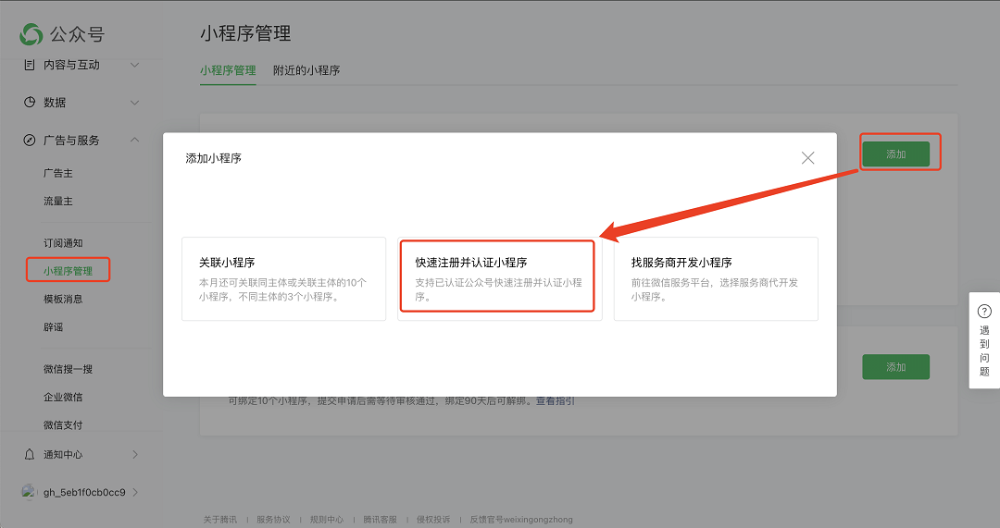 公众号
内容与互动
数据
广告与服务
广告主
流量主
订阅通知
小程序管理
模板消息
辟谣
微信搜一搜
企业微信
微信支付
通知中心
gh_5eb1f0cb0cc9
小程序管理
小程序管理 附近的小程序
添加
添加小程序
关联小程序
本月还可关联同主体或关联主体的10个
小程序，不同主体的3个小程序。
快速注册并认证小程序
支持已认证公众号快速注册并认证小程
序。
找服务商开发小程序
前往微信服务平台，选择服务商代开发
小程序。
添加
可绑定10个小程序，提交申请后需等待审核通过，绑定90天后可解绑。查看指引
?
遇
到
问
题
关于腾讯 | 服务协议 | 规则中心 | 腾讯客服 | 侵权投诉 | 反馈官号weixingongzhong